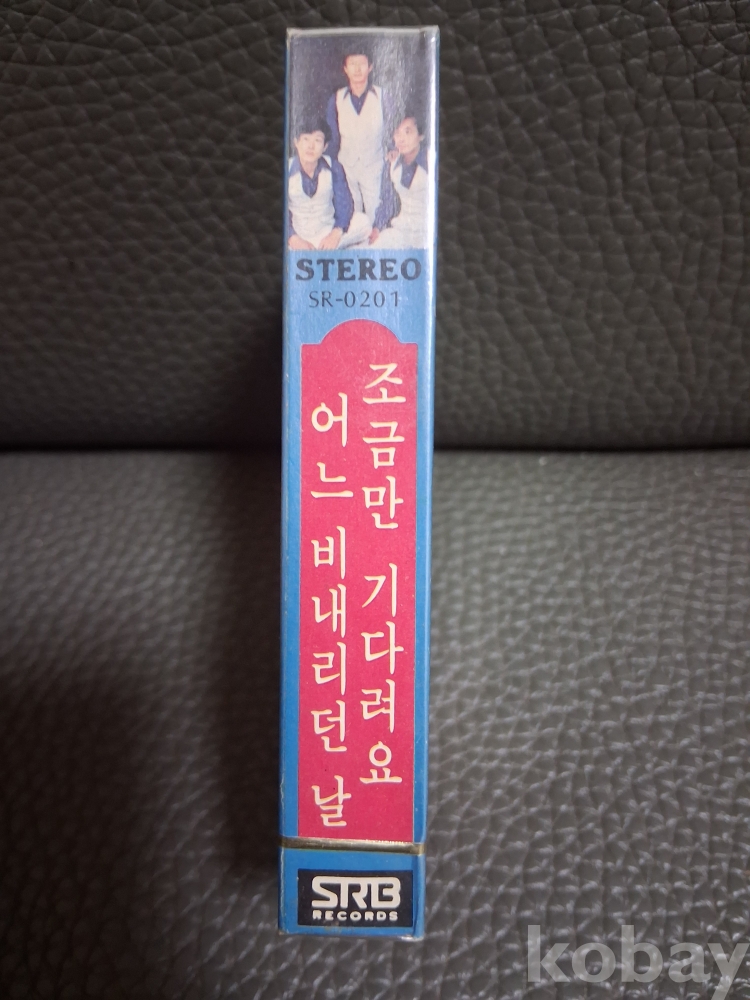 STEREO
SR-0201
조금만 기다려요
어느 비내리던 날
SRB
RECORDS
kobay